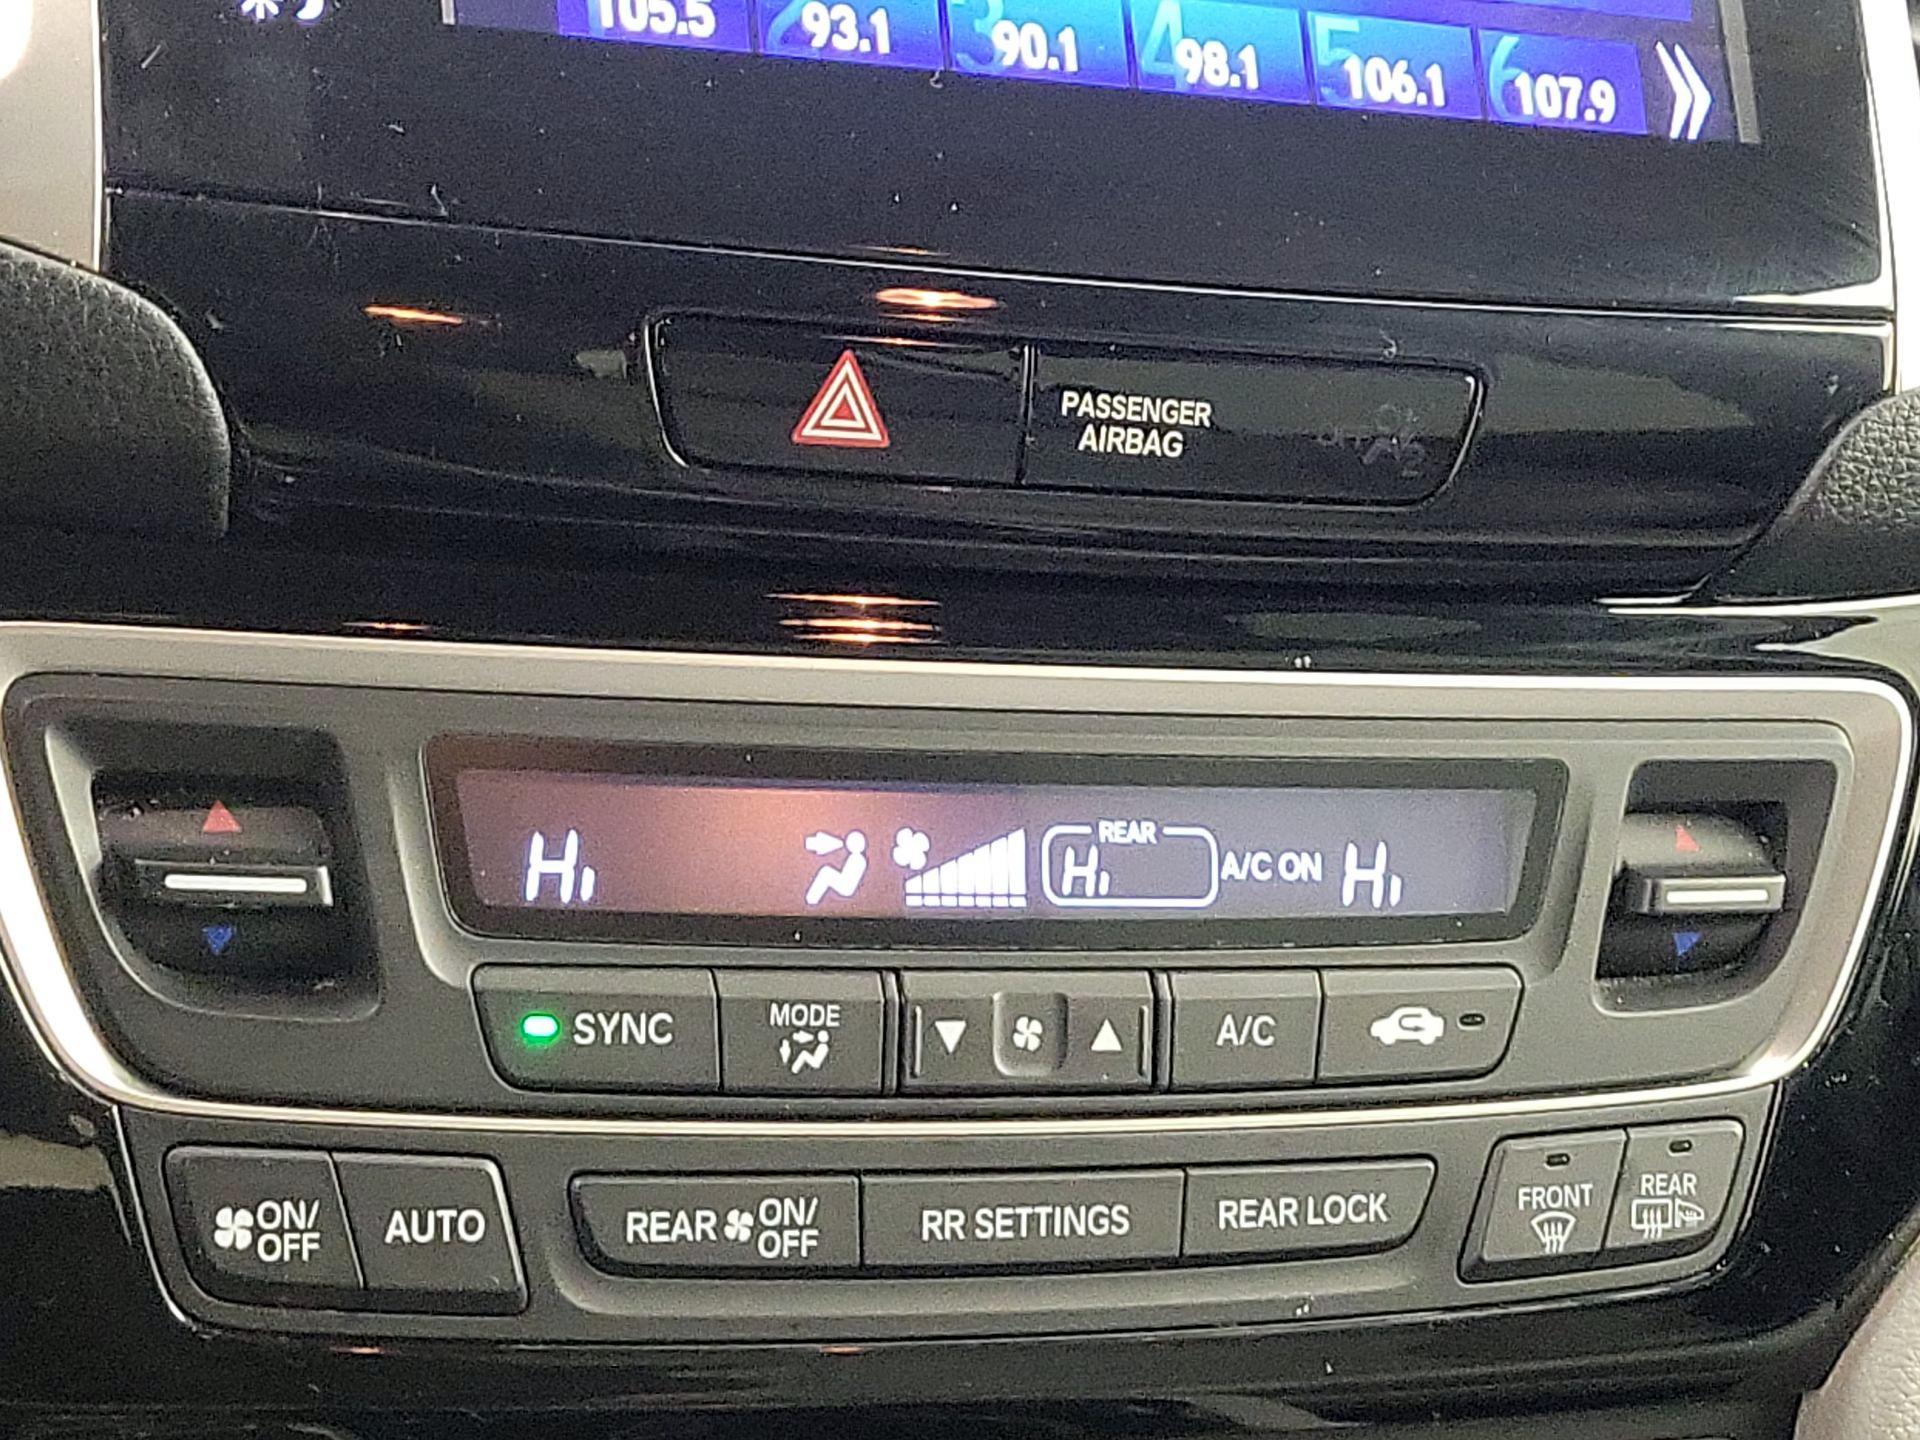 105.5 2 93.1 3 90.1 4 98.1 5 106.1 6 107.9
PASSENGER
AIRBAG
REAR
Hi Hi A/C ON Hi
SYNC MODE A/C
ON/
OFF
AUTO
REAR ON/
OFF
RR SETTINGS
REAR LOCK
FRONT
REAR